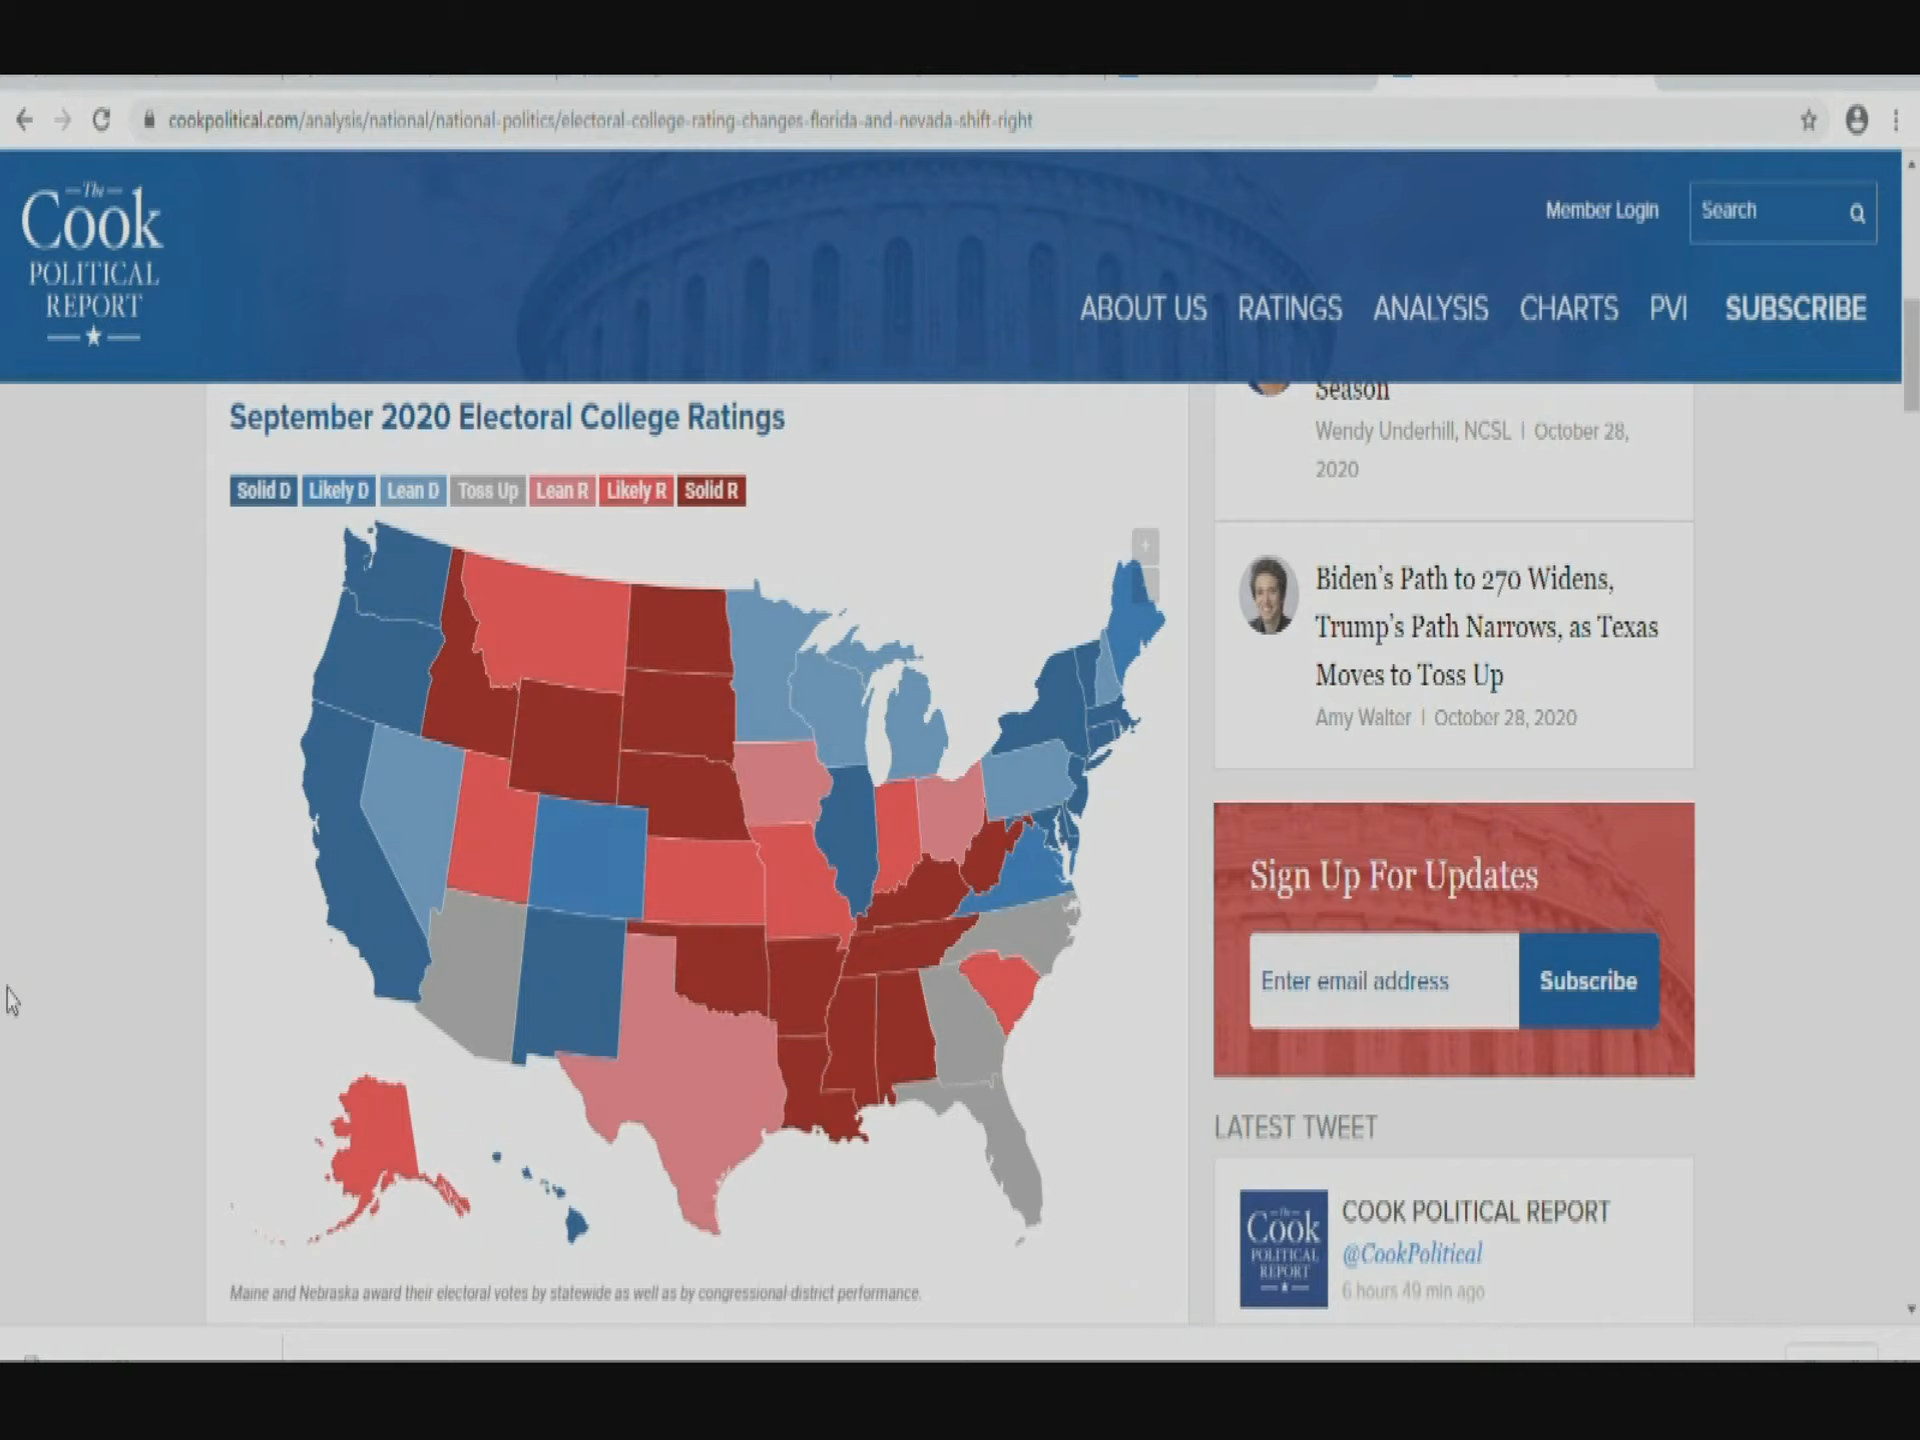 cookpolitical.com/analysis/national/national-politics/electoral-college-rating-changes-florida-and-nevada-shift-right
The
Cook
POLITICAL
REPORT
Member Login
Search
ABOUT US RATINGS ANALYSIS CHARTS PVI SUBSCRIBE
September 2020 Electoral College Ratings
Solid D Likely D Lean D Toss Up Lean R Likely R Solid R
+
Maine and Nebraska award their electoral votes by statewide as well as by congressional district performance.
Season
Wendy Underhill, NCSL | October 28,
2020
Biden's Path to 270 Widens,
Trump's Path Narrows, as Texas
Moves to Toss Up
Amy Walter | October 28, 2020
Sign Up For Updates
Enter email address
Subscribe
LATEST TWEET
The
Cook
POLITICAL
REPORT
COOK POLITICAL REPORT
@CookPolitical
6 hours 49 min ago